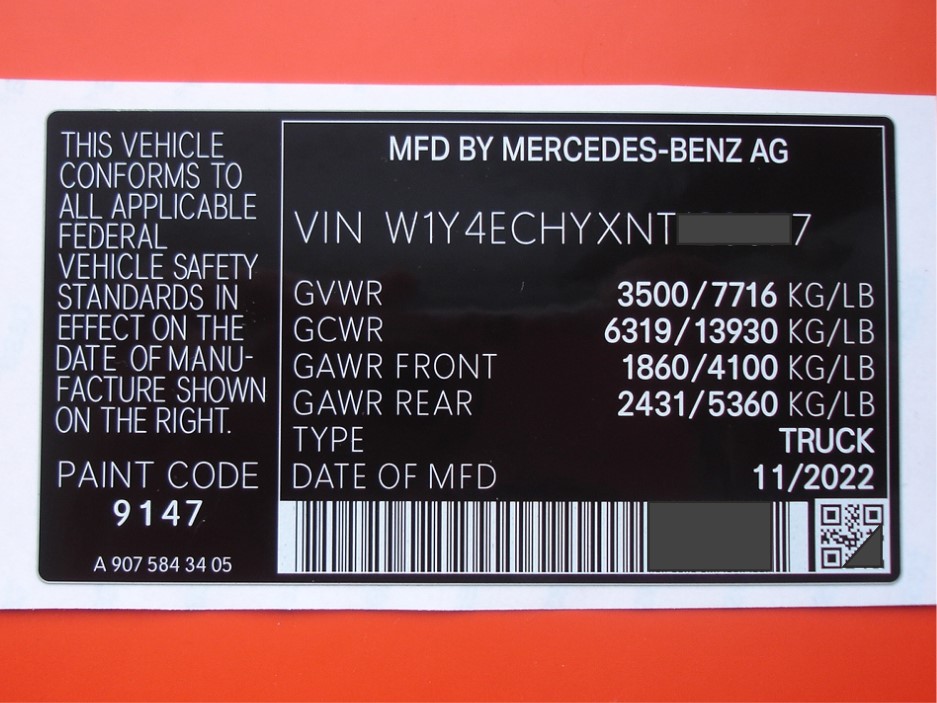 THIS VEHICLE
CONFORMS TO
ALL APPLICABLE
FEDERAL
VEHICLE SAFETY
STANDARDS IN
EFFECT ON THE
DATE OF MANU-
FACTURE SHOWN
ON THE RIGHT.
PAINT CODE
9147
A 907 584 34 05
MFD BY MERCEDES-BENZ AG
VIN W1Y4ECHYXNT 7
GVWR 3500/7716 KG/LB
GCWR 6319/13930 KG/LB
GAWR FRONT 1860/4100 KG/LB
GAWR REAR 2431/5360 KG/LB
TYPE TRUCK
DATE OF MFD 11/2022